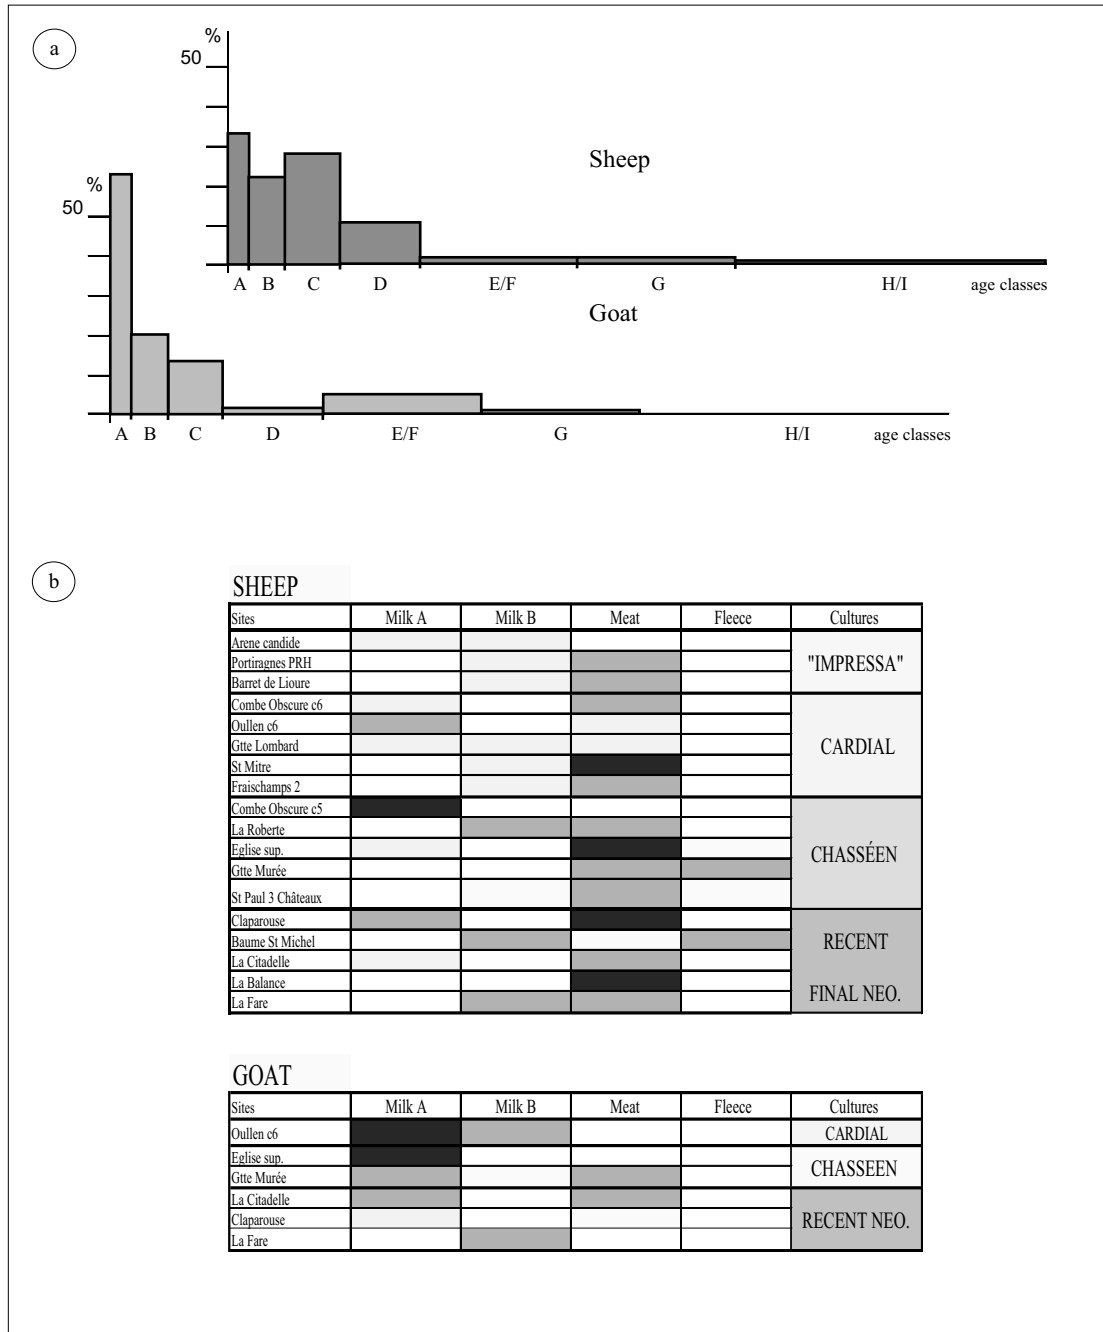 a
%
50
Sheep
A B C D E/F G H/I age classes
%
50
Goat
A B C D E/F G H/I age classes
b
SHEEP
Sites Milk A Milk B Meat Fleece Cultures
Arene candide
Portiragnes PRH "IMPRESSA"
Barret de Lioure
Combe Obscure c6
Oullen c6
Gtte Lombard CARDIAL
St Mitre
Fraischamps 2
Combe Obscure c5
La Roberte
Eglise sup. CHASSÉEN
Gtte Murée
St Paul 3 Châteaux
Claparouse
Baume St Michel RECENT
La Citadelle
La Balance FINAL NEO.
La Fare
GOAT
Sites Milk A Milk B Meat Fleece Cultures
Oullen c6 CARDIAL
Eglise sup. CHASSEEN
Gtte Murée
La Citadelle
Claparouse RECENT NEO.
La Fare